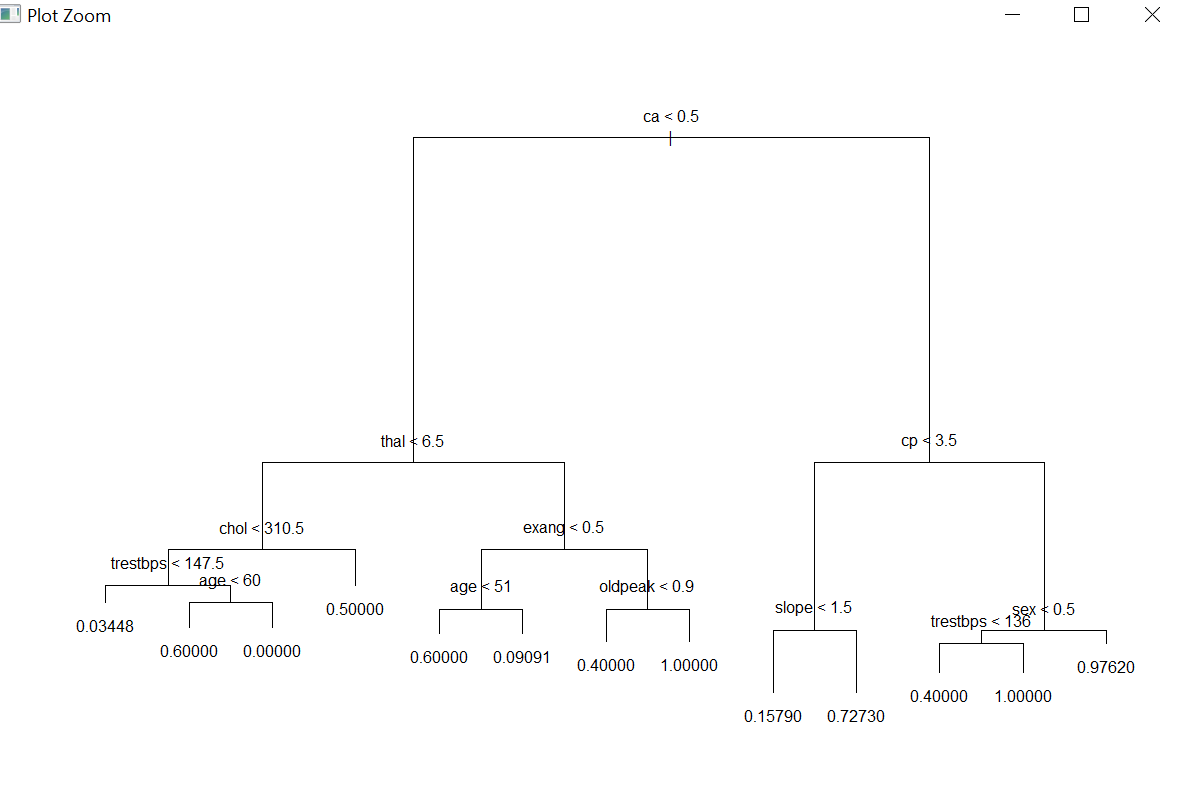 Plot Zoom
ca < 0.5
thal < 6.5
cp < 3.5
chol < 310.5
exang < 0.5
trestbps < 147.5
age < 60
age < 51
oldpeak < 0.9
slope < 1.5
sex < 0.5
trestbps < 136
0.03448
0.60000
0.00000
0.50000
0.60000
0.09091
0.40000
1.00000
0.15790
0.72730
0.40000
1.00000
0.97620